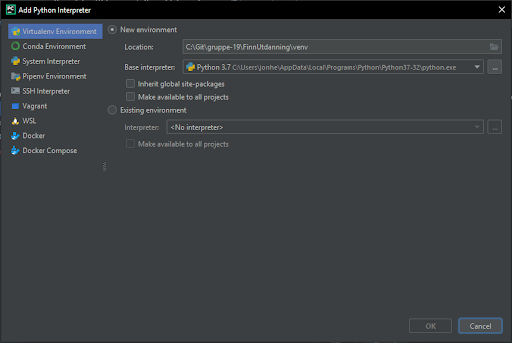 PC
Add Python Interpreter
Virtualenv Environment
Conda Environment
System Interpreter
Pipenv Environment
SSH Interpreter
Vagrant
WSL
Docker
Docker Compose
New environment
Location: C:\Git\gruppe-19\FinnUtdanning\venv
Base interpreter: Python 3.7 C:\Users\jonhe\AppData\Local\Programs\Python\Python37-32\python.exe ...
Inherit global site-packages
Make available to all projects
Existing environment
Interpreter: <No interpreter> ...
Make available to all projects
OK Cancel